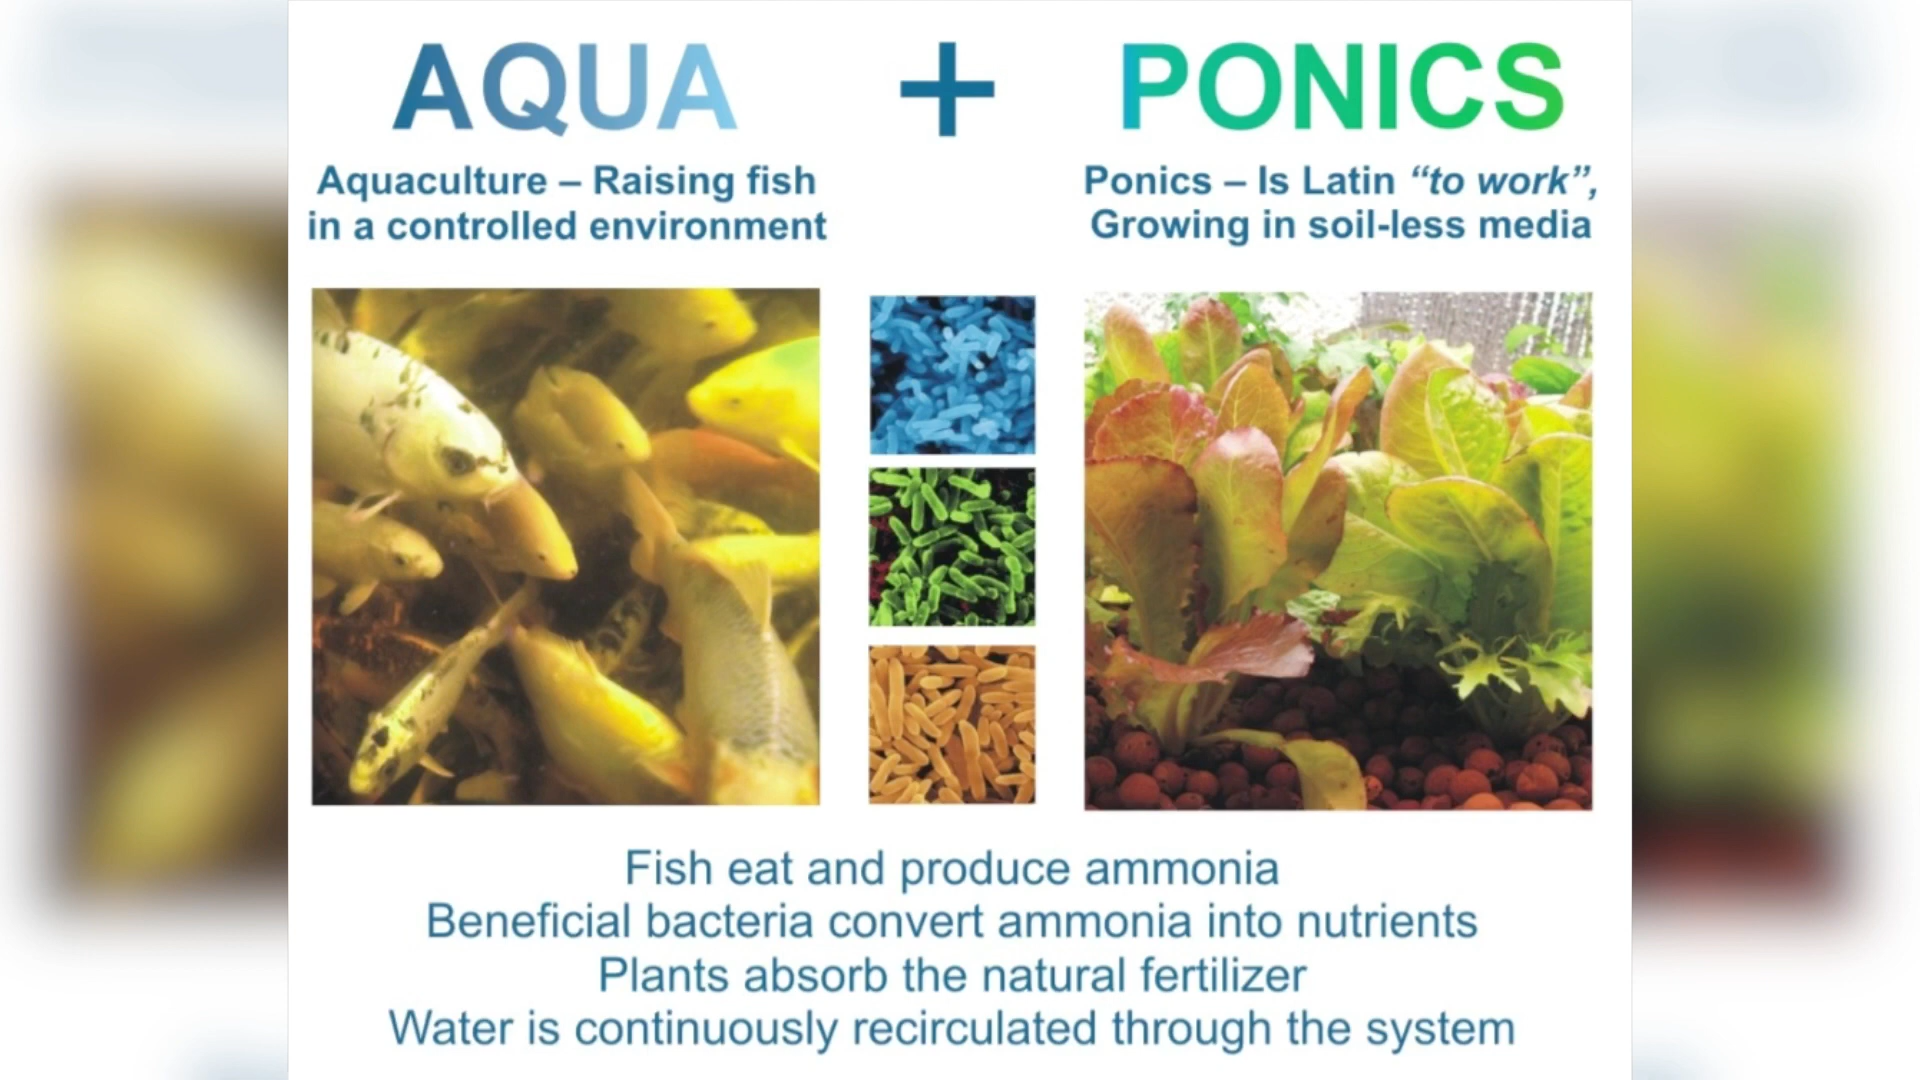 AQUA + PONICS
Aquaculture – Raising fish
in a controlled environment
Ponics – Is Latin “to work”,
Growing in soil-less media
Fish eat and produce ammonia
Beneficial bacteria convert ammonia into nutrients
Plants absorb the natural fertilizer
Water is continuously recirculated through the system